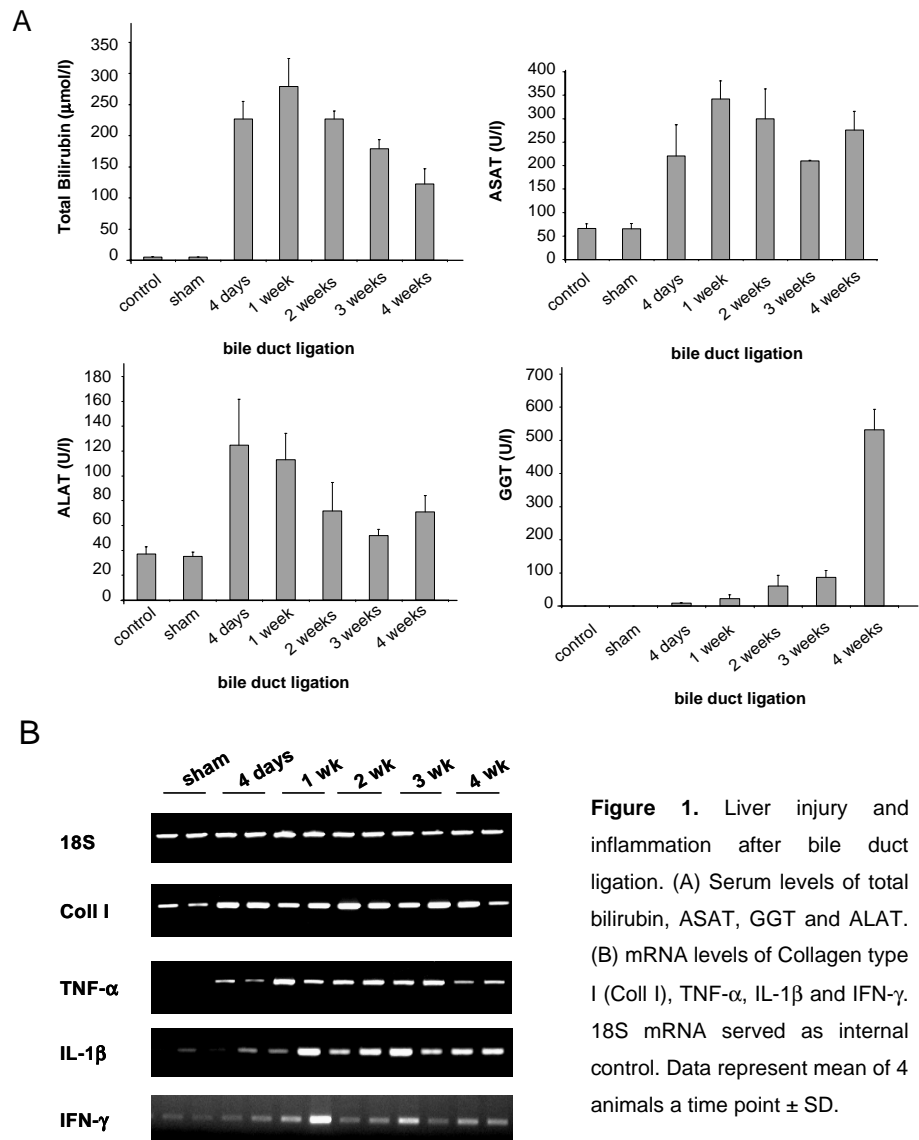 A
350
300
250
200
150
100
50
0
Total Bilirubin (μmol/l)
control
sham
4 days
1 week
2 weeks
3 weeks
4 weeks
bile duct ligation
400
350
300
250
200
150
100
50
0
ASAT (U/l)
control
sham
4 days
1 week
2 weeks
3 weeks
4 weeks
bile duct ligation
180
160
140
120
100
80
60
40
20
0
ALAT (U/l)
control
sham
4 days
1 week
2 weeks
3 weeks
4 weeks
bile duct ligation
700
600
500
400
300
200
100
0
GGT (U/l)
control
sham
4 days
1 week
2 weeks
3 weeks
4 weeks
bile duct ligation
B
sham 4 days 1 wk 2 wk 3 wk 4 wk
18S
Coll I
TNF-α
IL-1β
IFN-γ
Figure 1. Liver injury and
inflammation after bile duct
ligation. (A) Serum levels of total
bilirubin, ASAT, GGT and ALAT.
(B) mRNA levels of Collagen type
I (Coll I), TNF-α, IL-1β and IFN-γ.
18S mRNA served as internal
control. Data represent mean of 4
animals a time point ± SD.